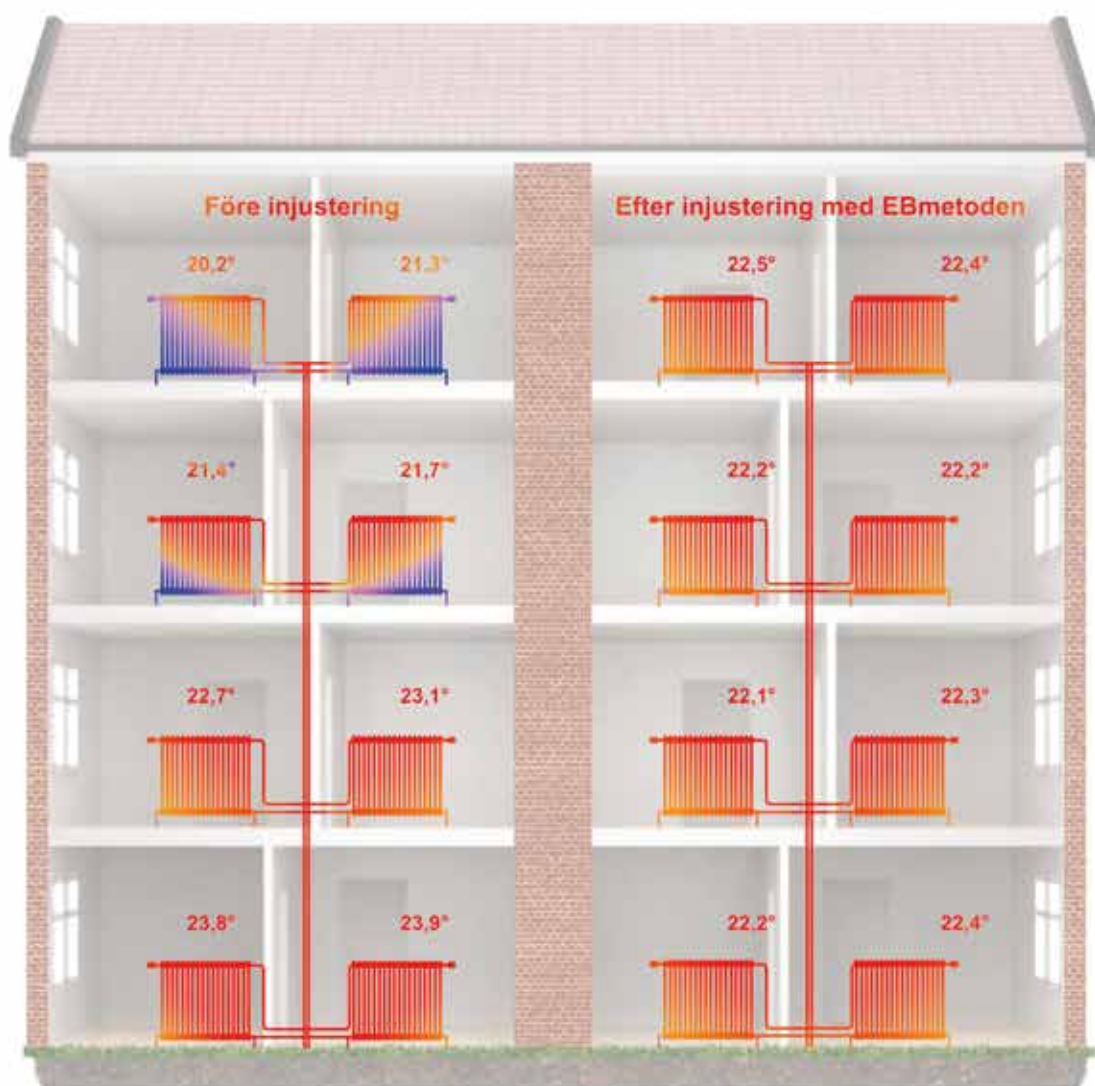 Före injustering
Efter injustering med EBmetoden
20,2° 21,3° 22,5° 22,4°
21,4° 21,7° 22,2° 22,2°
22,7° 23,1° 22,1° 22,3°
23,8° 23,9° 22,2° 22,4°